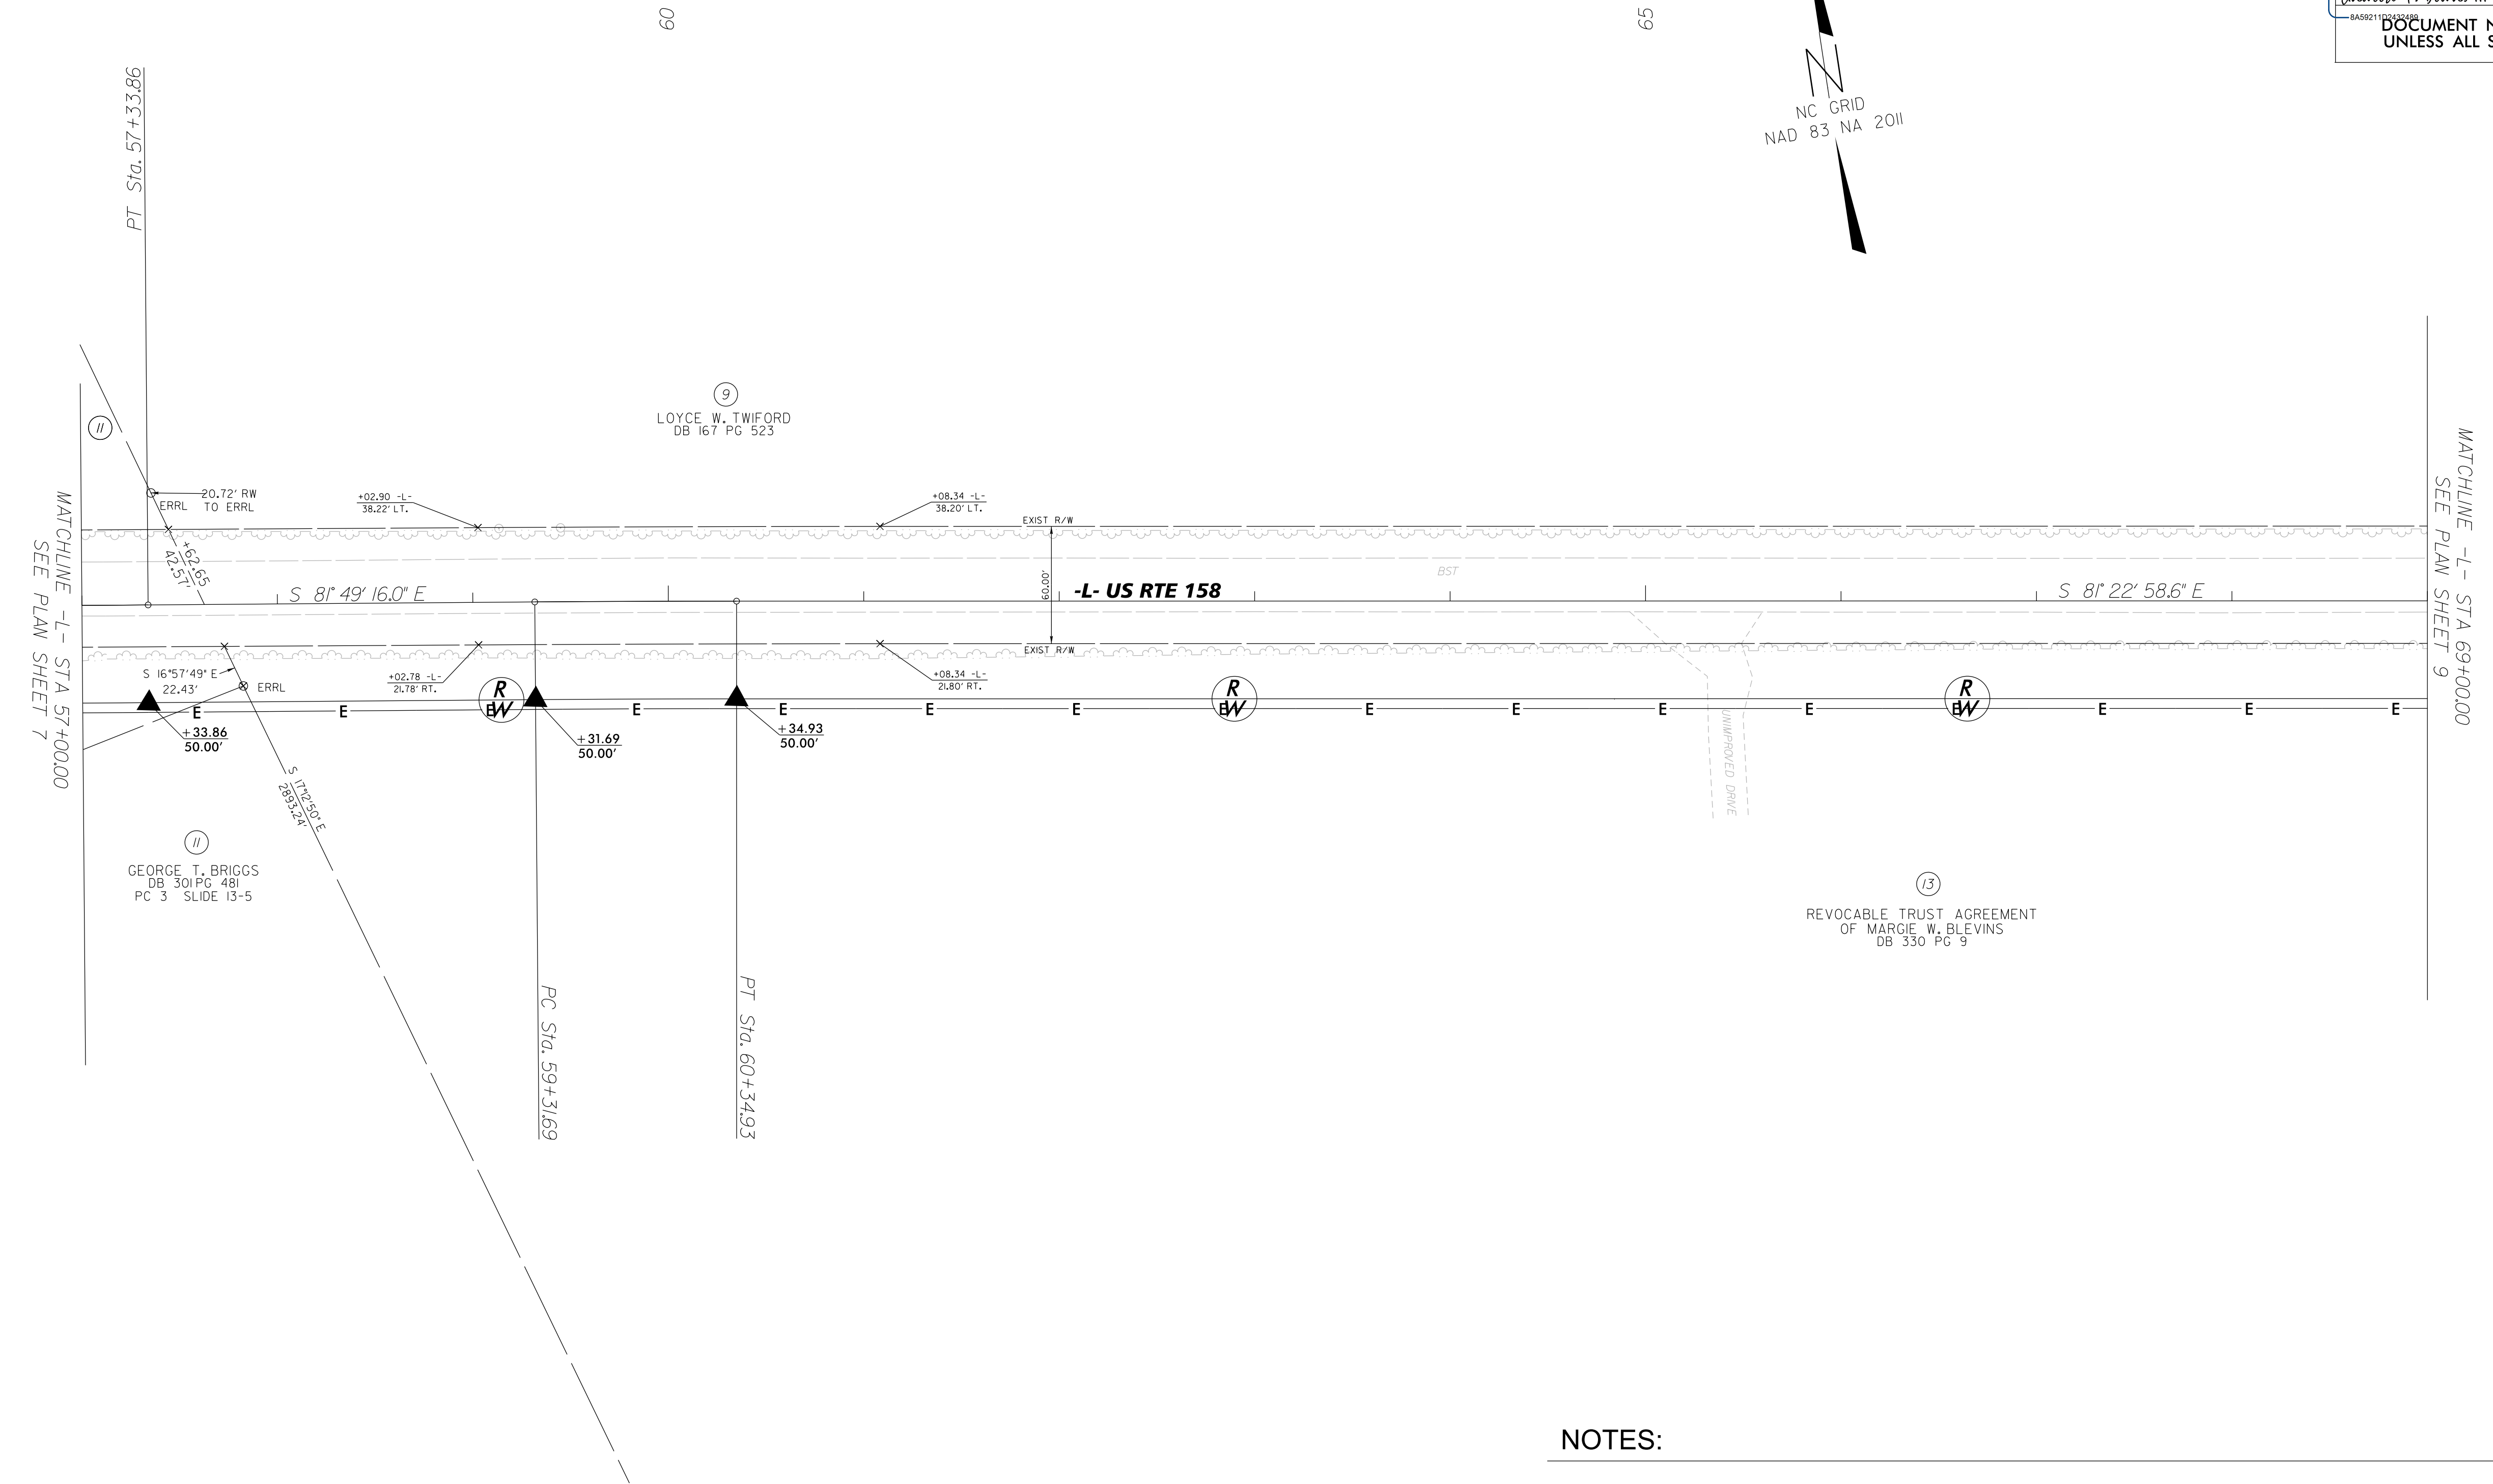 60
65
8A59211D2432489
DOCUMENT N
UNLESS ALL S
PT Sta. 57+33.86
N
NC GRID
NAD 83 NA 2011
9
LOYCE W. TWIFORD
DB 167 PG 523
11
MATCHLINE -L- STA 57+00.00
SEE PLAN SHEET 7
20.72' RW
TO ERRL
ERRL
+62.65
42.57'
+02.90 -L-
38.22' LT.
+08.34 -L-
38.20' LT.
EXIST R/W
60.00'
BST
S 81° 49' 16.0" E
-L- US RTE 158
S 81° 22' 58.6" E
MATCHLINE -L- STA 69+00.00
SEE PLAN SHEET 9
EXIST R/W
S 16°57'49" E
22.43'
ERRL
+02.78 -L-
21.78' RT.
+08.34 -L-
21.80' RT.
R W
R W
R W
E E E E E E E E E E E E E E E E
+33.86
50.00'
+31.69
50.00'
+34.93
50.00'
UNIMPROVED DRIVE
S 17°12'50" E
2893.24'
11
GEORGE T. BRIGGS
DB 301 PG 481
PC 3 SLIDE 13-5
13
REVOCABLE TRUST AGREEMENT
OF MARGIE W. BLEVINS
DB 330 PG 9
PC Sta. 59+31.69
PT Sta. 60+34.93
NOTES: